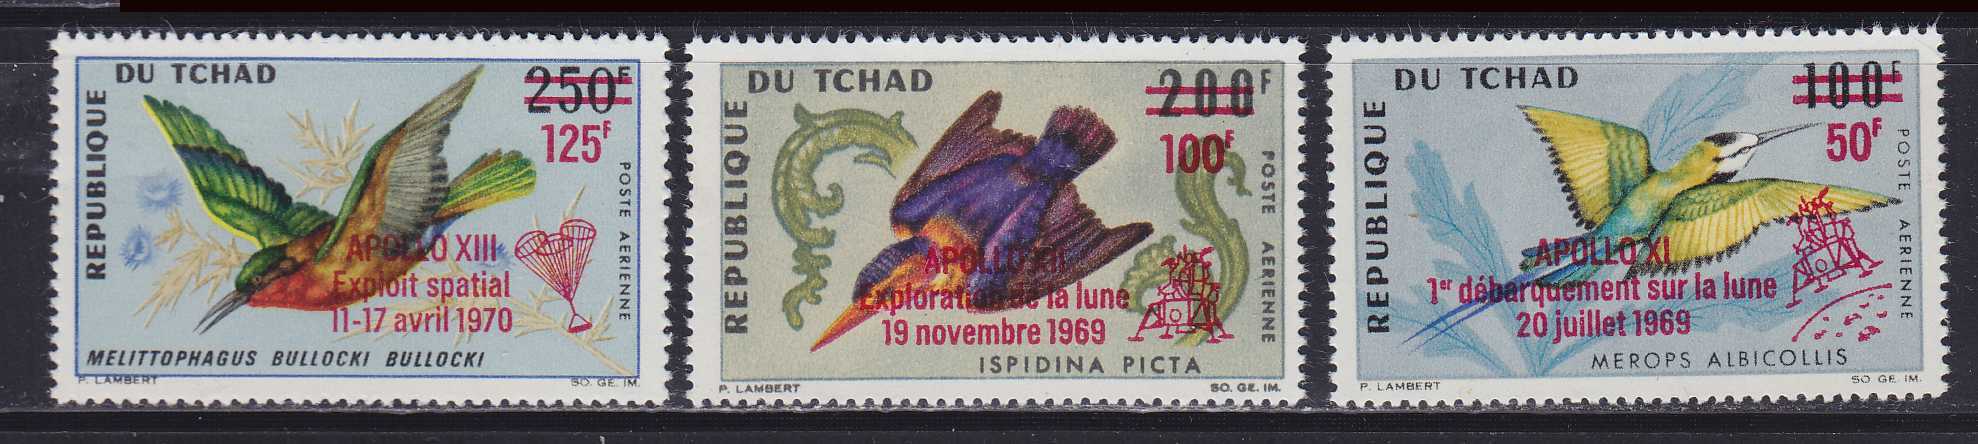 RÉPUBLIQUE
DU TCHAD
250F
125F
POSTE AERIENNE
APOLLO XIII
Exploit spatial
11-17 avril 1970
MELITTOPHAGUS BULLOCKI BULLOCKI
P. LAMBERT
SO. GE. IM.
REPUBLIQUE
DU TCHAD
200F
100F
POSTE AERIENNE
APOLLO XII
Exploration de la lune
19 novembre 1969
ISPIDINA PICTA
P. LAMBERT
SO. GE. IM.
REPUBLIQUE
DU TCHAD
100F
50F
POSTE AERIENNE
APOLLO XI
1er débarquement sur la lune
20 juillet 1969
MEROPS ALBICOLLIS
P. LAMBERT
SO GE. IM.